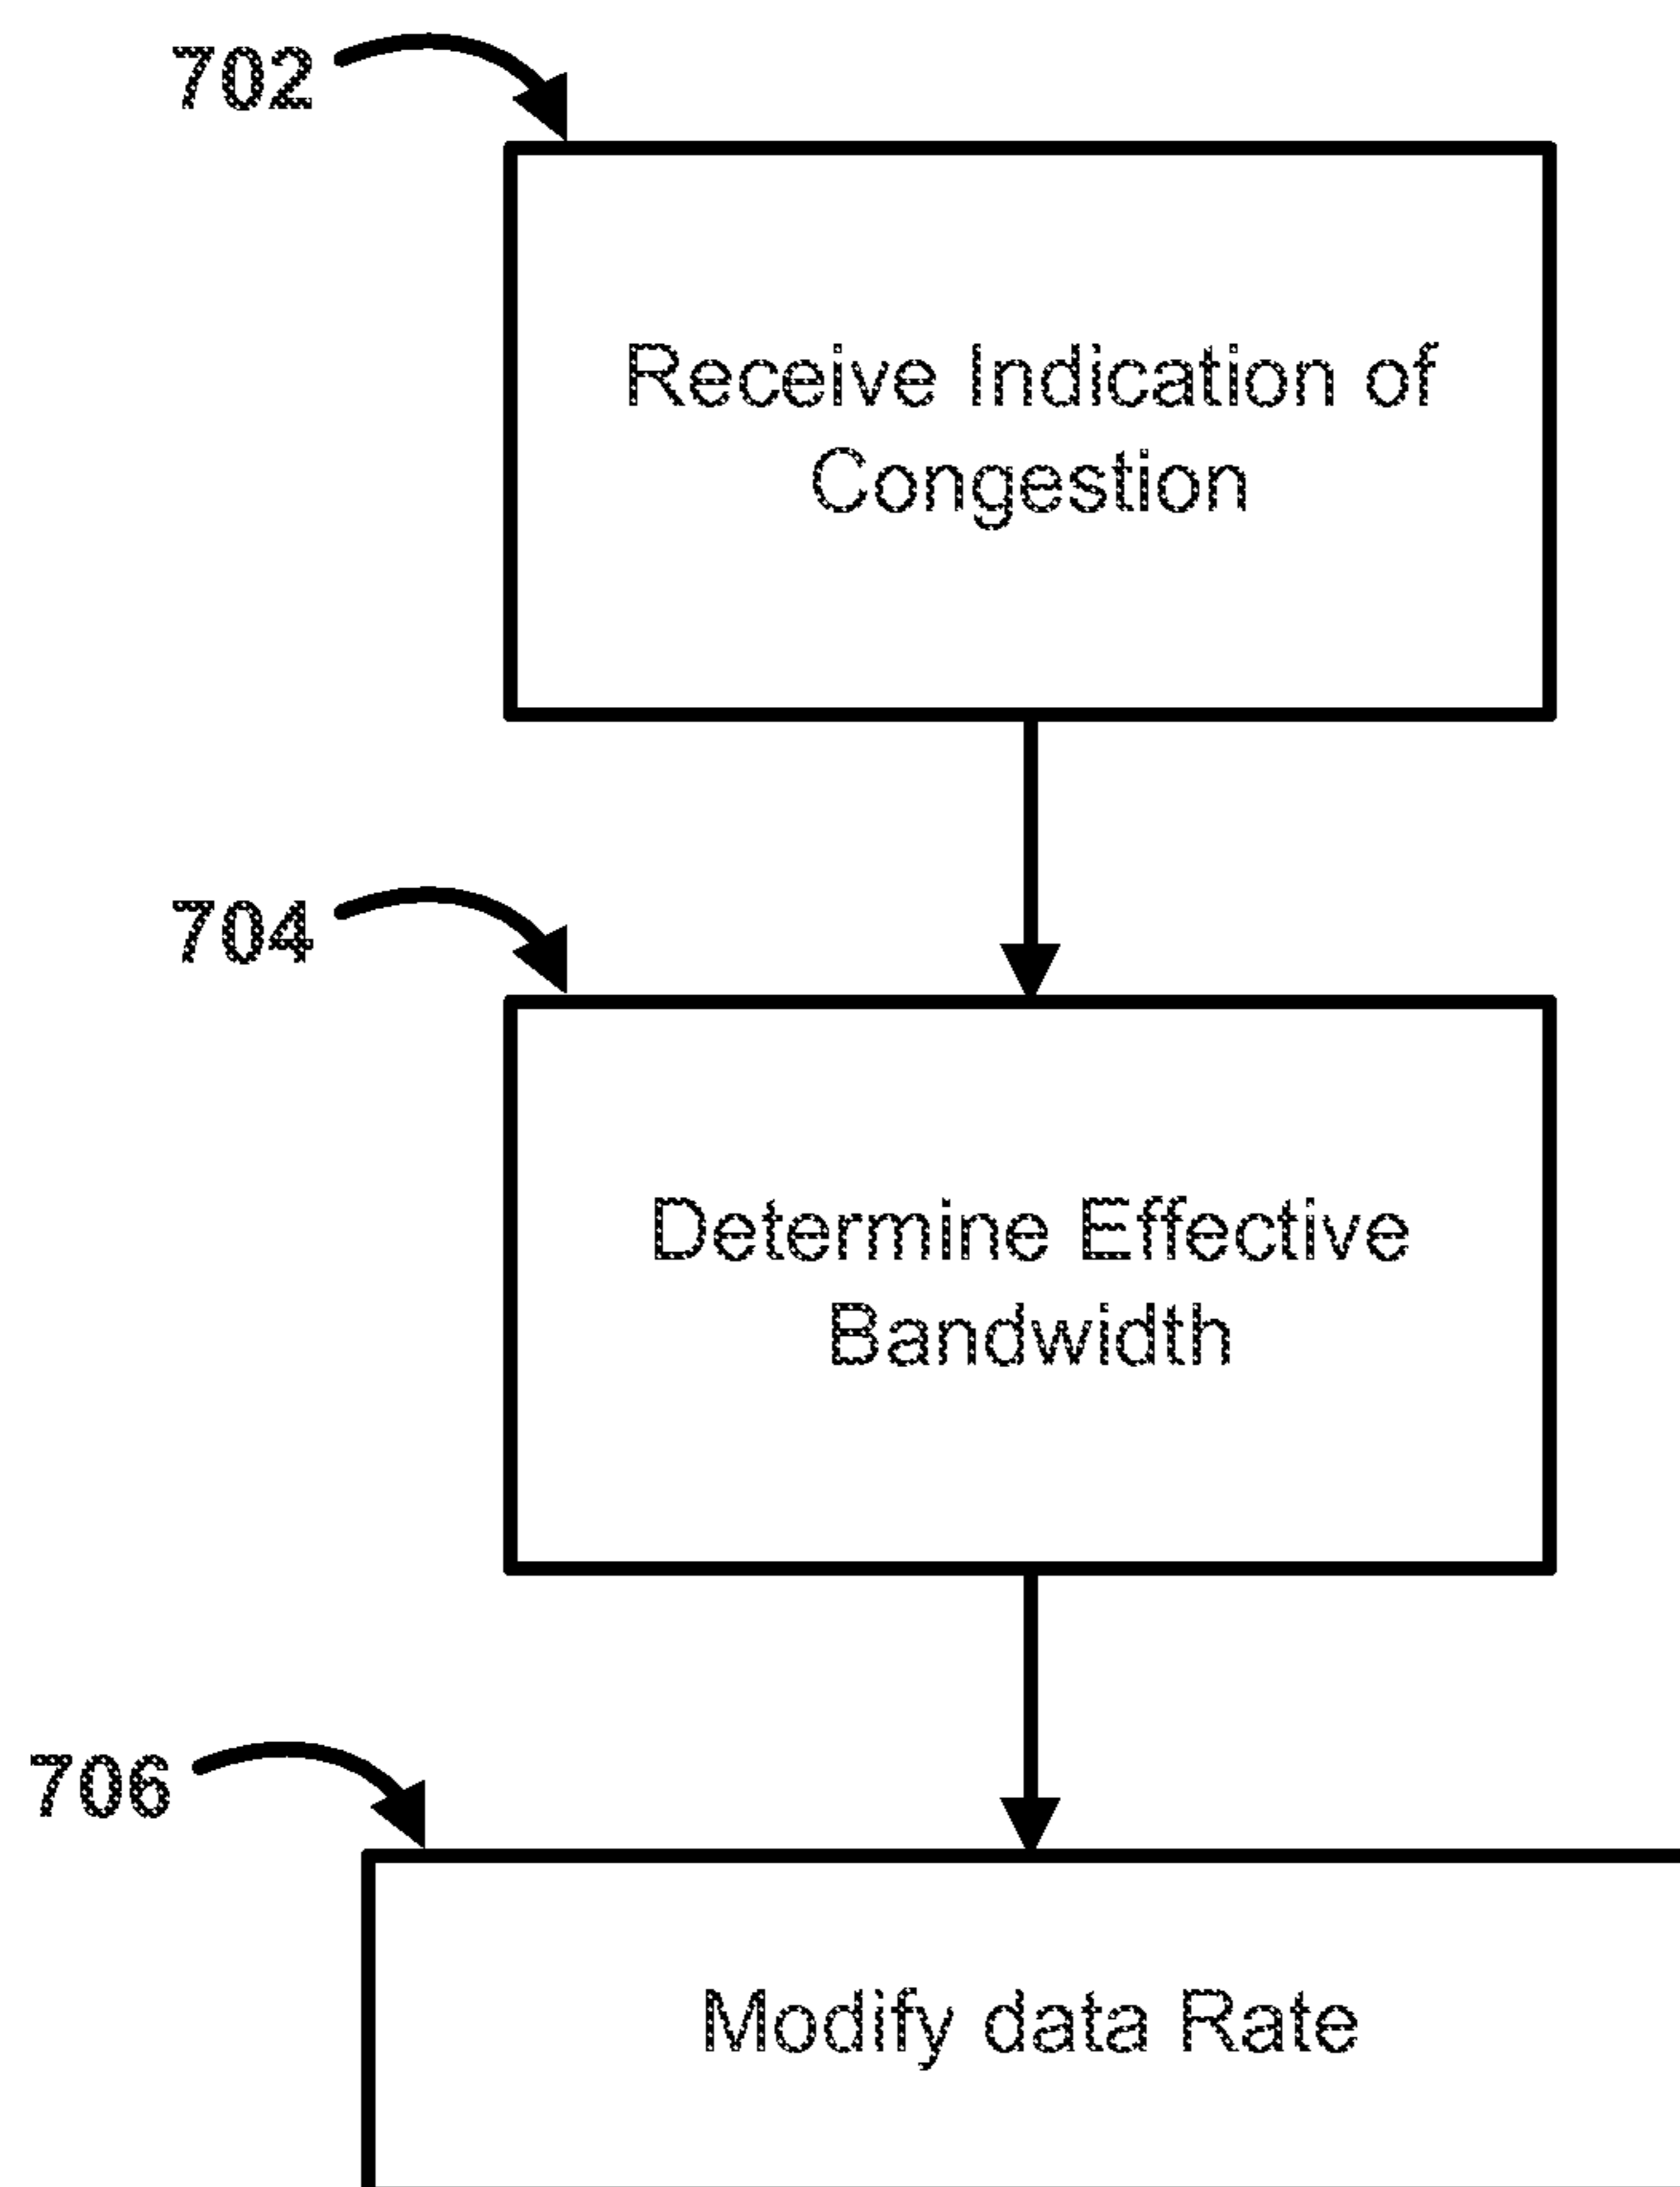 702
Receive Indication of
Congestion
704
Determine Effective
Bandwidth
706
Modify data Rate